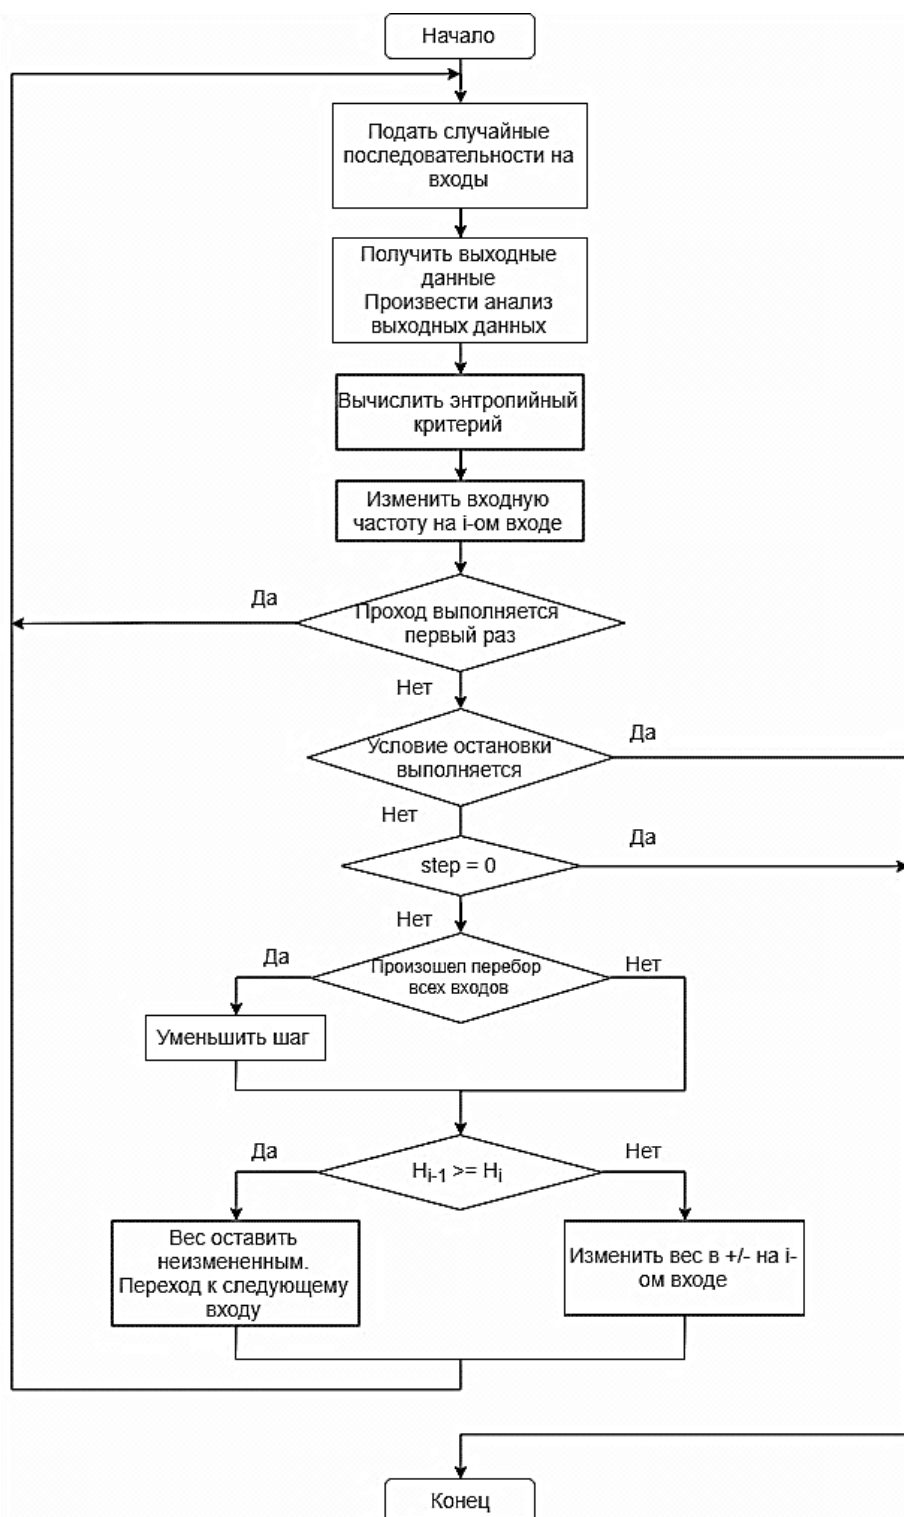 Начало
Подать случайные
последовательности на
входы
Получить выходные
данные
Произвести анализ
выходных данных
Вычислить энтропийный
критерий
Изменить входную
частоту на i-ом входе
Да
Проход выполняется
первый раз
Нет
Да
Условие остановки
выполняется
Нет
Да
step = 0
Нет
Да
Произошел перебор
всех входов
Нет
Уменьшить шаг
Да
Hi-1 >= Hi
Нет
Вес оставить
неизмененным.
Переход к следующему
входу
Изменить вес в +/- на i-
ом входе
Конец